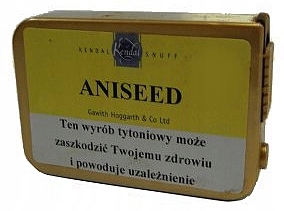 KENDAL Kendal SNUFF
ANISEED
Gawith Hoggarth & Co Ltd
Ten wyrób tytoniowy może
zaszkodzić Twojemu zdrowiu
i powoduje uzależnienie